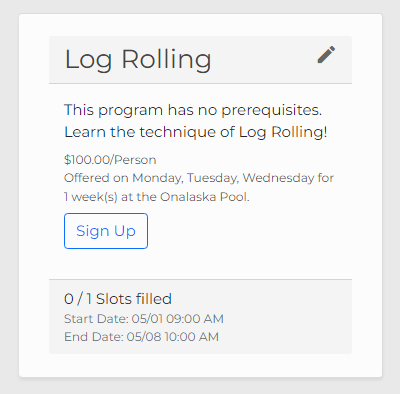 Log Rolling
This program has no prerequisites.
Learn the technique of Log Rolling!
$100.00/Person
Offered on Monday, Tuesday, Wednesday for
1 week(s) at the Onalaska Pool.
Sign Up
0 / 1 Slots filled
Start Date: 05/01 09:00 AM
End Date: 05/08 10:00 AM